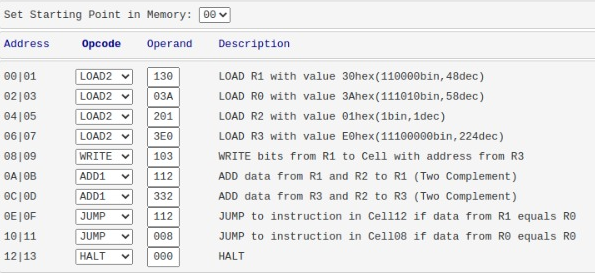 Set Starting Point in Memory: 00
Address Opcode Operand Description
00|01 LOAD2 130 LOAD R1 with value 30hex(110000bin,48dec)
02|03 LOAD2 03A LOAD R0 with value 3Ahex(111010bin,58dec)
04|05 LOAD2 201 LOAD R2 with value 01hex(1bin,1dec)
06|07 LOAD2 3E0 LOAD R3 with value E0hex(11100000bin,224dec)
08|09 WRITE 103 WRITE bits from R1 to Cell with address from R3
0A|0B ADD1 112 ADD data from R1 and R2 to R1 (Two Complement)
0C|0D ADD1 332 ADD data from R3 and R2 to R3 (Two Complement)
0E|0F JUMP 112 JUMP to instruction in Cell12 if data from R1 equals R0
10|11 JUMP 008 JUMP to instruction in Cell08 if data from R0 equals R0
12|13 HALT 000 HALT